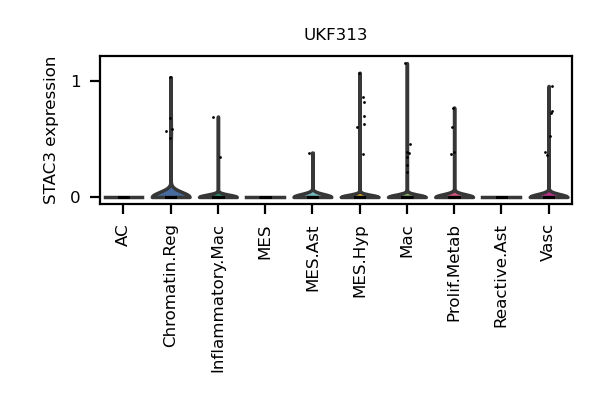 UKF313
STAC3 expression
1
0
AC
Chromatin.Reg
Inflammatory.Mac
MES
MES.Ast
MES.Hyp
Mac
Prolif.Metab
Reactive.Ast
Vasc